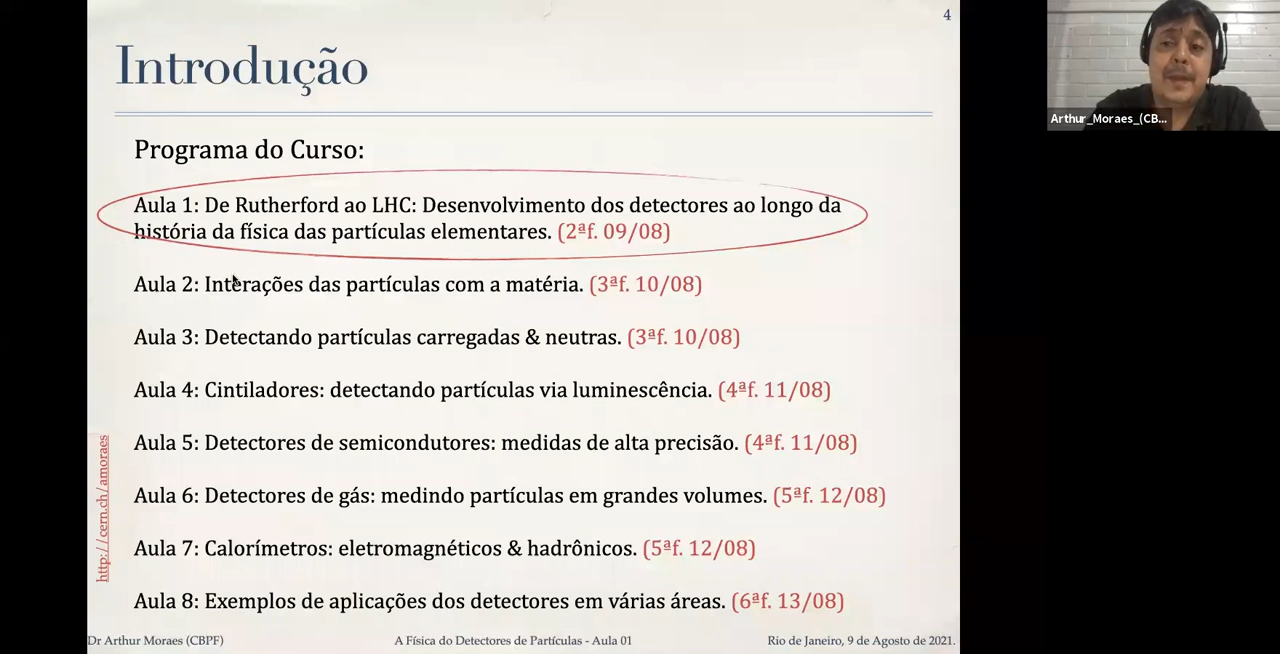 4
Introdução
Programa do Curso:
Aula 1: De Rutherford ao LHC: Desenvolvimento dos detectores ao longo da
história da física das partículas elementares. (2ªf. 09/08)
Aula 2: Interações das partículas com a matéria. (3ªf. 10/08)
Aula 3: Detectando partículas carregadas & neutras. (3ªf. 10/08)
Aula 4: Cintiladores: detectando partículas via luminescência. (4ªf. 11/08)
Aula 5: Detectores de semicondutores: medidas de alta precisão. (4ªf. 11/08)
Aula 6: Detectores de gás: medindo partículas em grandes volumes. (5ªf. 12/08)
Aula 7: Calorímetros: eletromagnéticos & hadrônicos. (5ªf. 12/08)
Aula 8: Exemplos de aplicações dos detectores em várias áreas. (6ªf. 13/08)
http://cern.ch/amoraes
Dr Arthur Moraes (CBPF)
A Física do Detectores de Partículas - Aula 01
Rio de Janeiro, 9 de Agosto de 2021.
Arthur_Moraes_(CB...